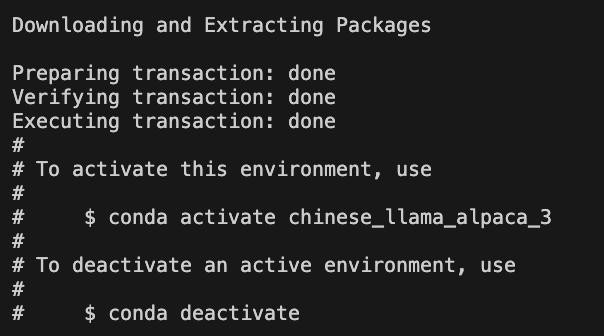 Downloading and Extracting Packages
Preparing transaction: done
Verifying transaction: done
Executing transaction: done
#
# To activate this environment, use
#
#     $ conda activate chinese_llama_alpaca_3
#
# To deactivate an active environment, use
#
#     $ conda deactivate